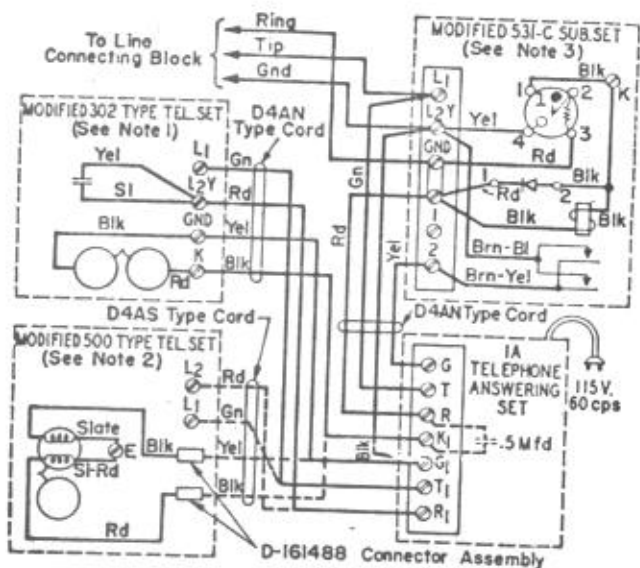 Ring
To Line
Connecting Block
Tip
Gnd
MODIFIED 531-C SUB.SET
(See Note 3)
L1
L2Y
GND
1
2
Yel
Rd
Blk
K
1
1
2
3
4
1
Rd
2
Blk
Blk
Brn-Bl
Brn-Yel
MODIFIED 302 TYPE TEL. SET
(See Note 1)
D4AN
Type Cord
Yel
Sl
Blk
Rd
L1
L2Y
GND
K
Gn
Rd
Yel
Blk
Gn
Rd
Yel
Blk
D4AS Type Cord
D4AN Type Cord
MODIFIED 500 TYPE TEL. SET
(See Note 2)
L2
L1
Rd
Gn
Slate
E
Sl-Rd
Blk
Yel
Blk
Rd
1A
TELEPHONE
ANSWERING
SET
115V.
60 cps
G
T
R
K1
G1
T1
R1
.5 Mfd
D-161488 Connector Assembly